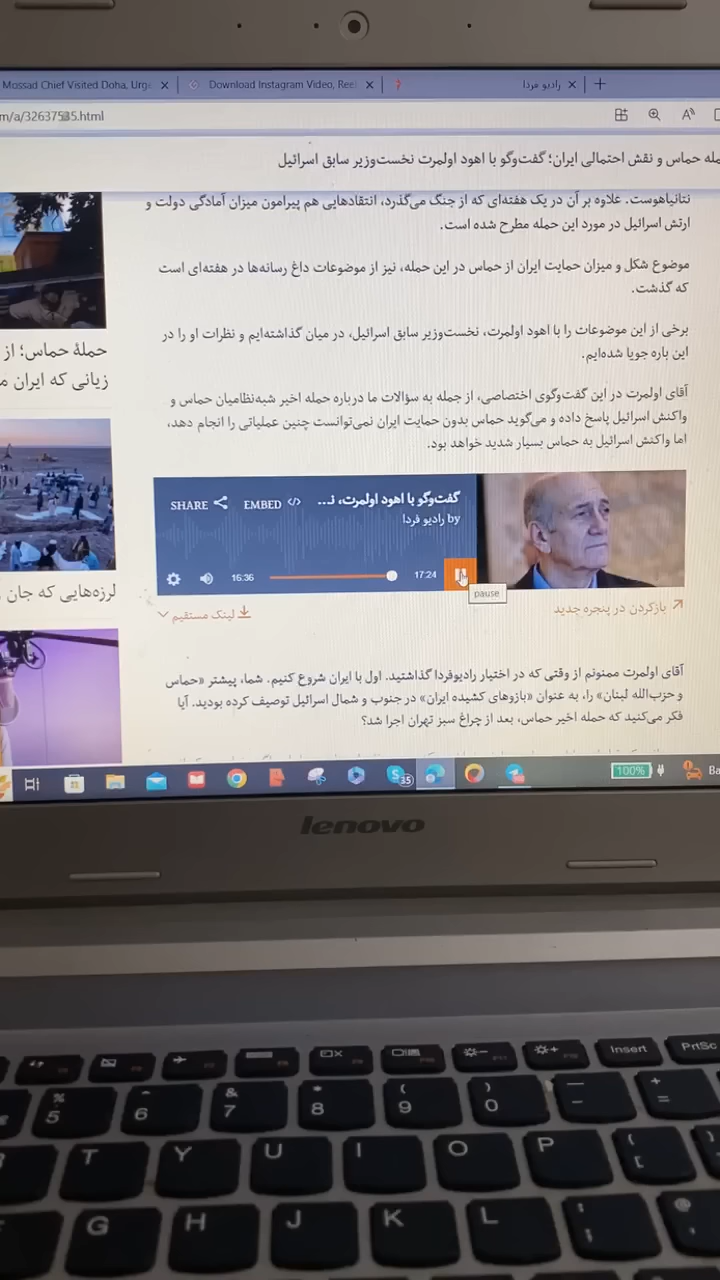 Mossad Chief Visited Doha, Urge
Download Instagram Video, Reel
رادیو فردا
m/a/32637535.html
حماس و نقش احتمالی ایران؛ گفت‌وگو با اهود اولمرت نخست‌وزیر سابق اسرائیل
نتانیاهوست. علاوه بر آن در یک هفته‌ای که از جنگ می‌گذرد، انتقادهایی هم پیرامون میزان آمادگی دولت و
ارتش اسرائیل در مورد این حمله مطرح شده است.
موضوع شکل و میزان حمایت ایران از حماس در این حمله، نیز از موضوعات داغ رسانه‌ها در هفته‌ای است
که گذشت.
برخی از این موضوعات را با اهود اولمرت، نخست‌وزیر سابق اسرائیل، در میان گذاشته‌ایم و نظرات او را در
این باره جویا شده‌ایم.
آقای اولمرت در این گفت‌وگوی اختصاصی، از جمله به سؤالات ما درباره حمله اخیر شبه‌نظامیان حماس و
واکنش اسرائیل پاسخ داده و می‌گوید حماس بدون حمایت ایران نمی‌توانست چنین عملیاتی را انجام دهد،
اما واکنش اسرائیل به حماس بسیار شدید خواهد بود.
حملهٔ حماس؛ از
زبانی که ایران م
لرزه‌هایی که جان
گفت‌وگو با اهود اولمرت، نـ...
by رادیو فردا
EMBED
SHARE
16:36
17:24
pause
بازکردن در پنجره جدید
لینک مستقیم
آقای اولمرت ممنونم از وقتی که در اختیار رادیوفردا گذاشتید. اول با ایران شروع کنیم. شما، پیشتر «حماس
و حزب‌الله لبنان» را، به عنوان «بازوهای کشیده ایران» در جنوب و شمال اسرائیل توصیف کرده بودید. آیا
فکر می‌کنید که حمله اخیر حماس، بعد از چراغ سبز تهران اجرا شد؟
35
100%
Ba
lenovo
Insert
PrtSc
% 5
^ 6
& 7
* 8
( 9
) 0
— -
+ =
T Y U I O P { [
G H J K L : ; @